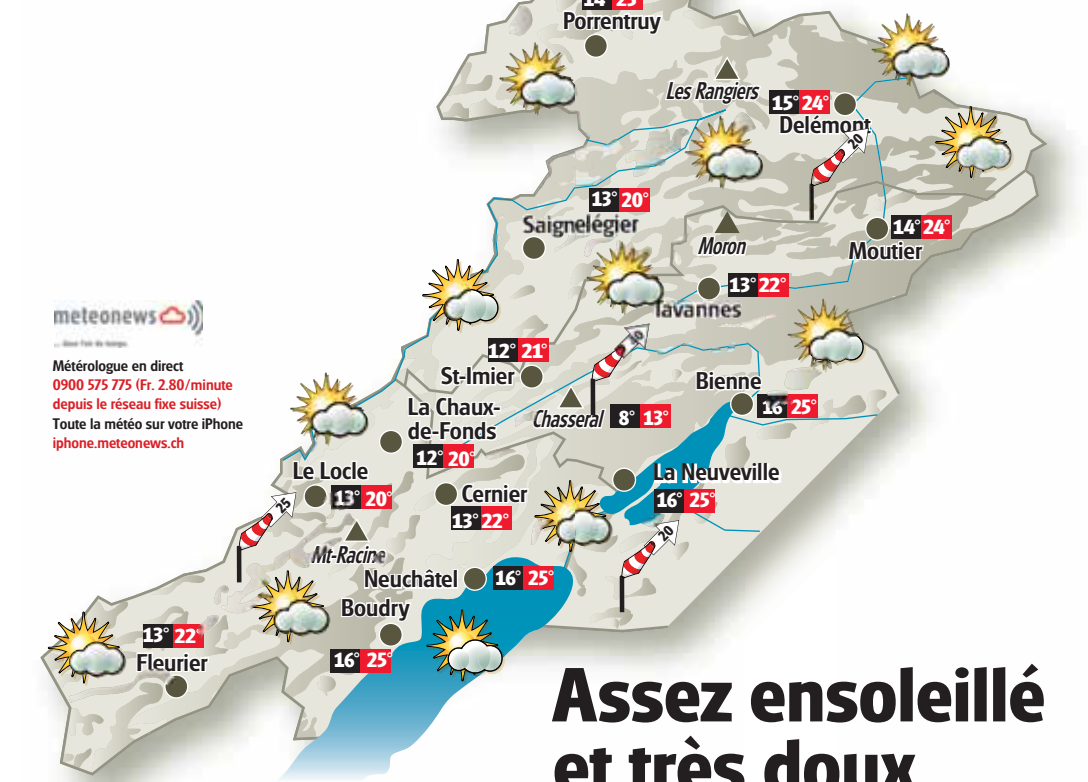 Porrentruy
Les Rangiers
15° 24°
Delémont
20
13° 20°
Saignelégier
Moron
14° 24°
Moutier
13° 22°
Tavannes
meteonews
Météorologue en direct
0900 575 775 (Fr. 2.80/minute
depuis le réseau fixe suisse)
Toute la météo sur votre iPhone
iphone.meteonews.ch
12° 21°
St-Imier
Bienne
16 25°
Chasseral 8° 13°
La Chaux-
de-Fonds
12° 20°
Le Locle
13° 20°
Cernier
13° 22°
La Neuveville
16° 25°
25
20
Mt-Racine
Neuchâtel 16° 25°
Boudry
16° 25°
13° 22°
Fleurier
Assez ensoleillé
et très doux